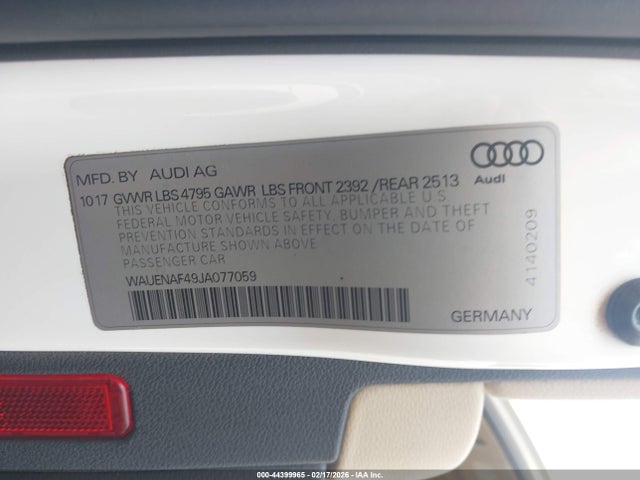 MFD. BY AUDI AG
Audi
1017 GVWR LBS 4795 GAWR LBS FRONT 2392 /REAR 2513
THIS VEHICLE CONFORMS TO ALL APPLICABLE U.S
FEDERAL MOTOR VEHICLE SAFETY, BUMPER AND THEFT
PREVENTION STANDARDS IN EFFECT ON THE DATE OF
MANUFACTURE SHOWN ABOVE
PASSENGER CAR
WAUENAF49JA077059
4140209
GERMANY
000-44399965 - 02/17/2026 - IAA Inc.